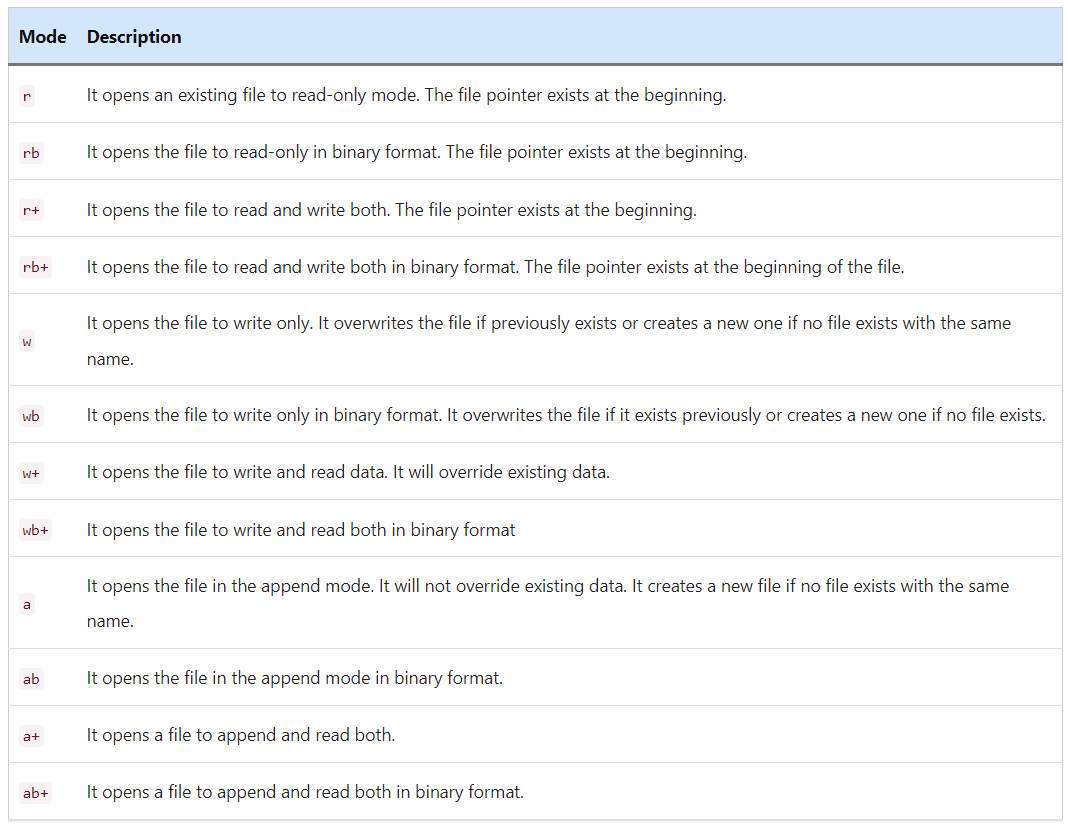 Mode Description
r It opens an existing file to read-only mode. The file pointer exists at the beginning.
rb It opens the file to read-only in binary format. The file pointer exists at the beginning.
r+ It opens the file to read and write both. The file pointer exists at the beginning.
rb+ It opens the file to read and write both in binary format. The file pointer exists at the beginning of the file.
w It opens the file to write only. It overwrites the file if previously exists or creates a new one if no file exists with the same
name.
wb It opens the file to write only in binary format. It overwrites the file if it exists previously or creates a new one if no file exists.
w+ It opens the file to write and read data. It will override existing data.
wb+ It opens the file to write and read both in binary format
a It opens the file in the append mode. It will not override existing data. It creates a new file if no file exists with the same
name.
ab It opens the file in the append mode in binary format.
a+ It opens a file to append and read both.
ab+ It opens a file to append and read both in binary format.